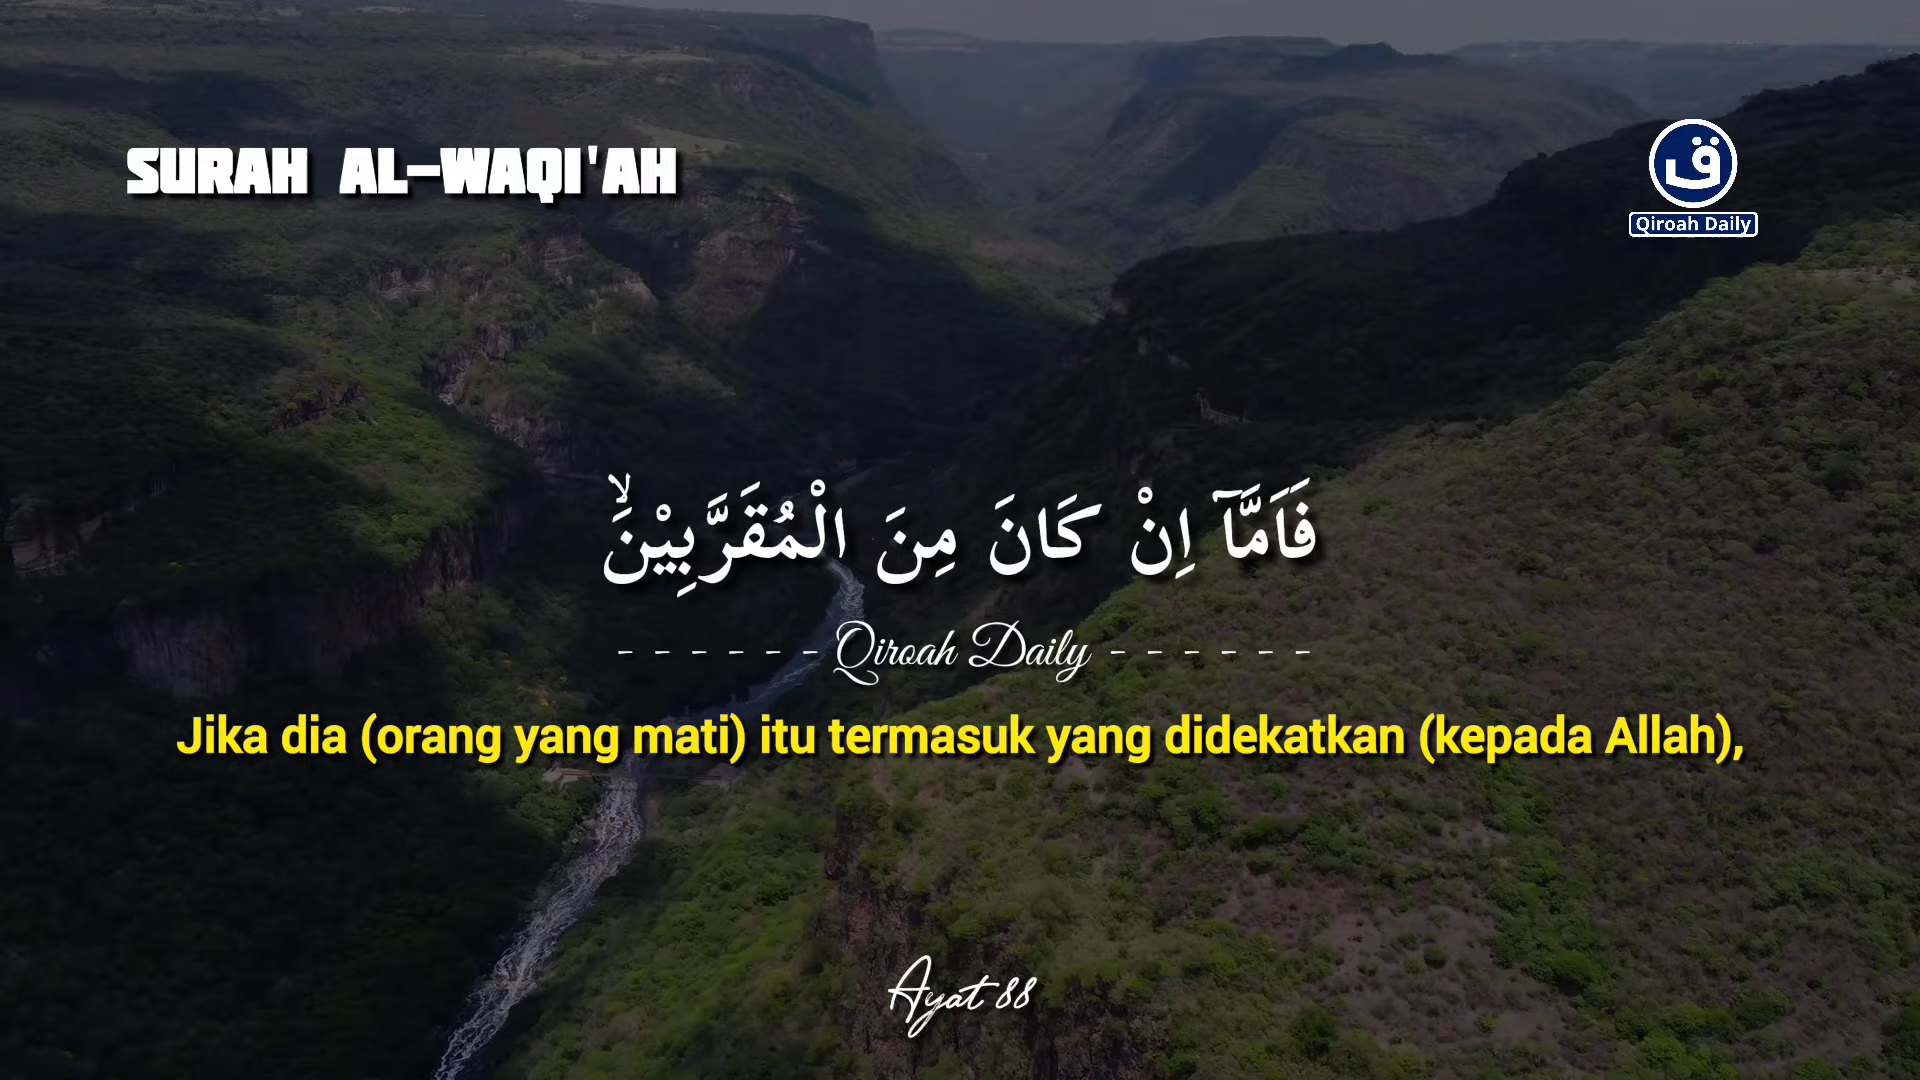 SURAH AL-WAQI'AH
ق
Qiroah Daily
فَاَمَّآ اِنْ كَانَ مِنَ الْمُقَرَّبِيْنَۙ
------ Qiroah Daily ------
Jika dia (orang yang mati) itu termasuk yang didekatkan (kepada Allah),
Ayat 88